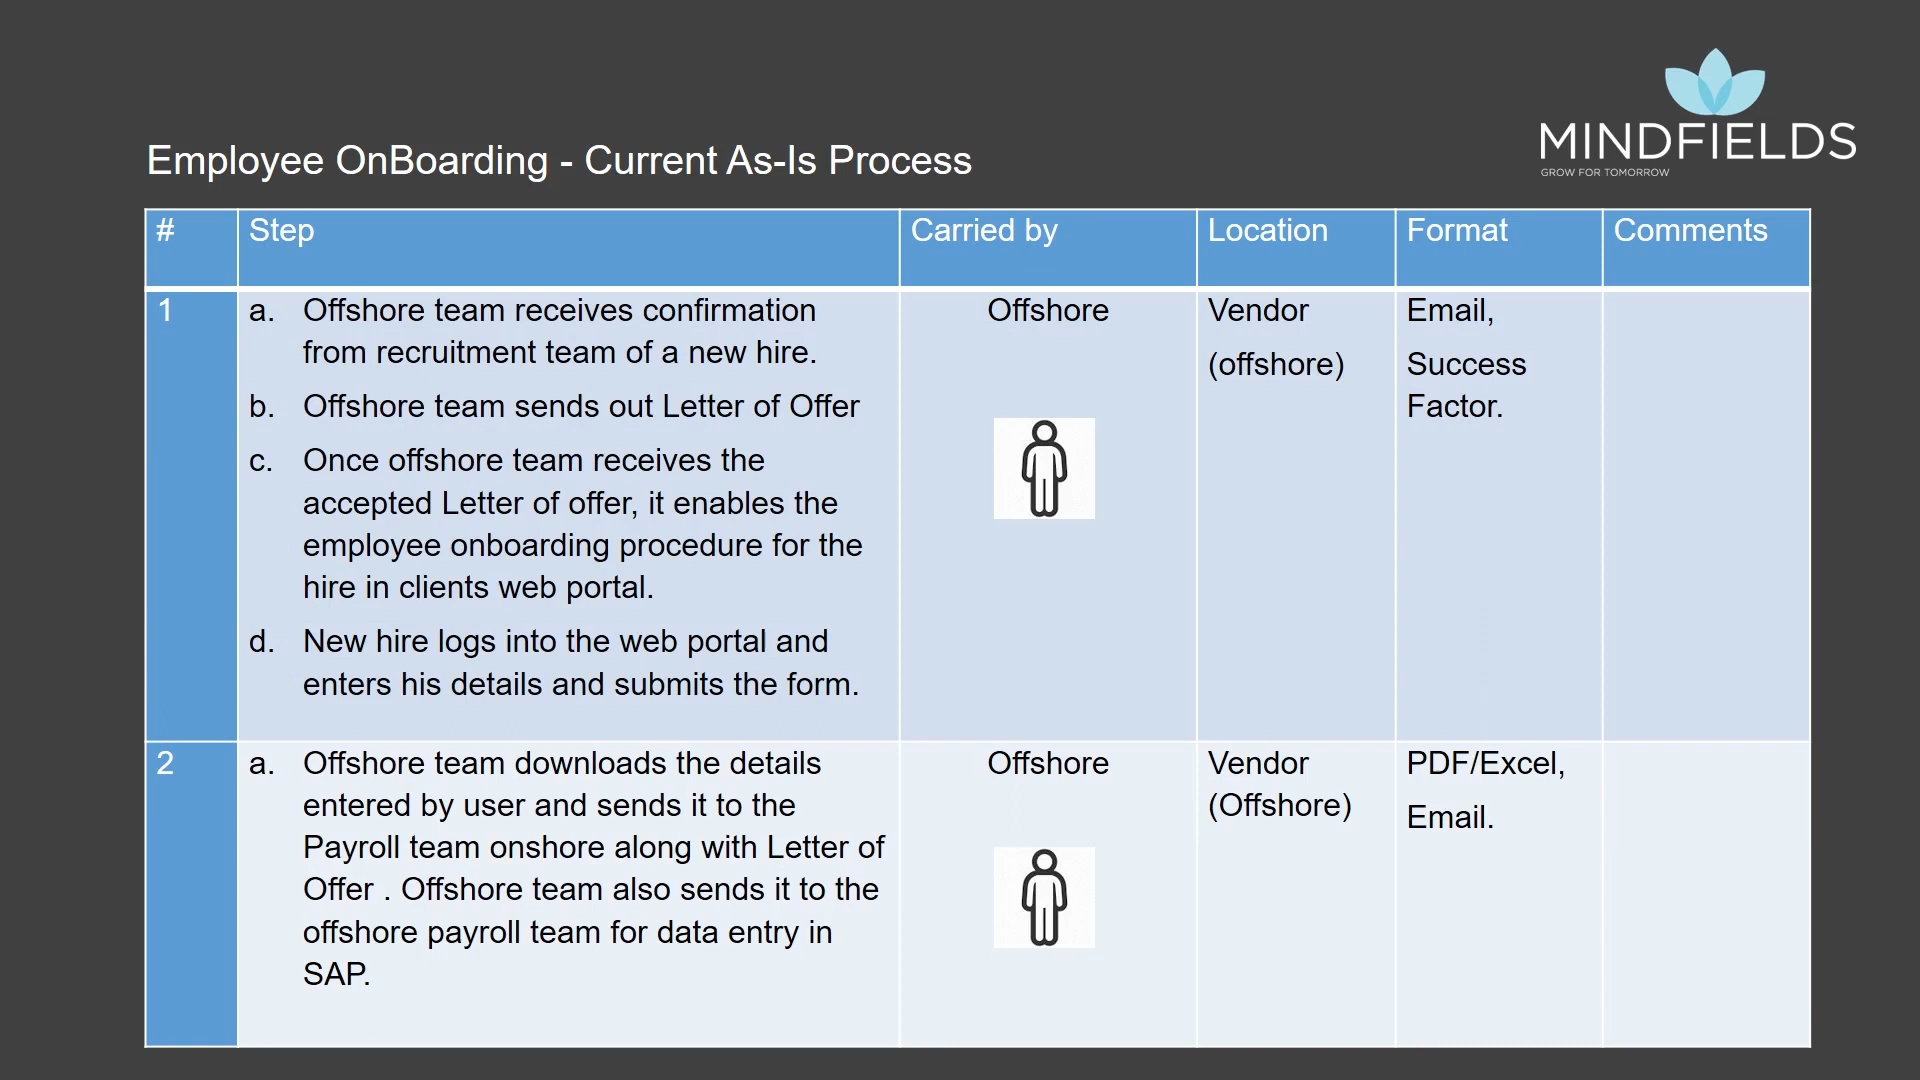 MINDFIELDS
GROW FOR TOMORROW
Employee OnBoarding - Current As-Is Process
# Step Carried by Location Format Comments
1
a. Offshore team receives confirmation
from recruitment team of a new hire.
b. Offshore team sends out Letter of Offer
c. Once offshore team receives the
accepted Letter of offer, it enables the
employee onboarding procedure for the
hire in clients web portal.
d. New hire logs into the web portal and
enters his details and submits the form.
Offshore
Vendor
(offshore)
Email,
Success
Factor.
2
a. Offshore team downloads the details
entered by user and sends it to the
Payroll team onshore along with Letter of
Offer . Offshore team also sends it to the
offshore payroll team for data entry in
SAP.
Offshore
Vendor
(Offshore)
PDF/Excel,
Email.